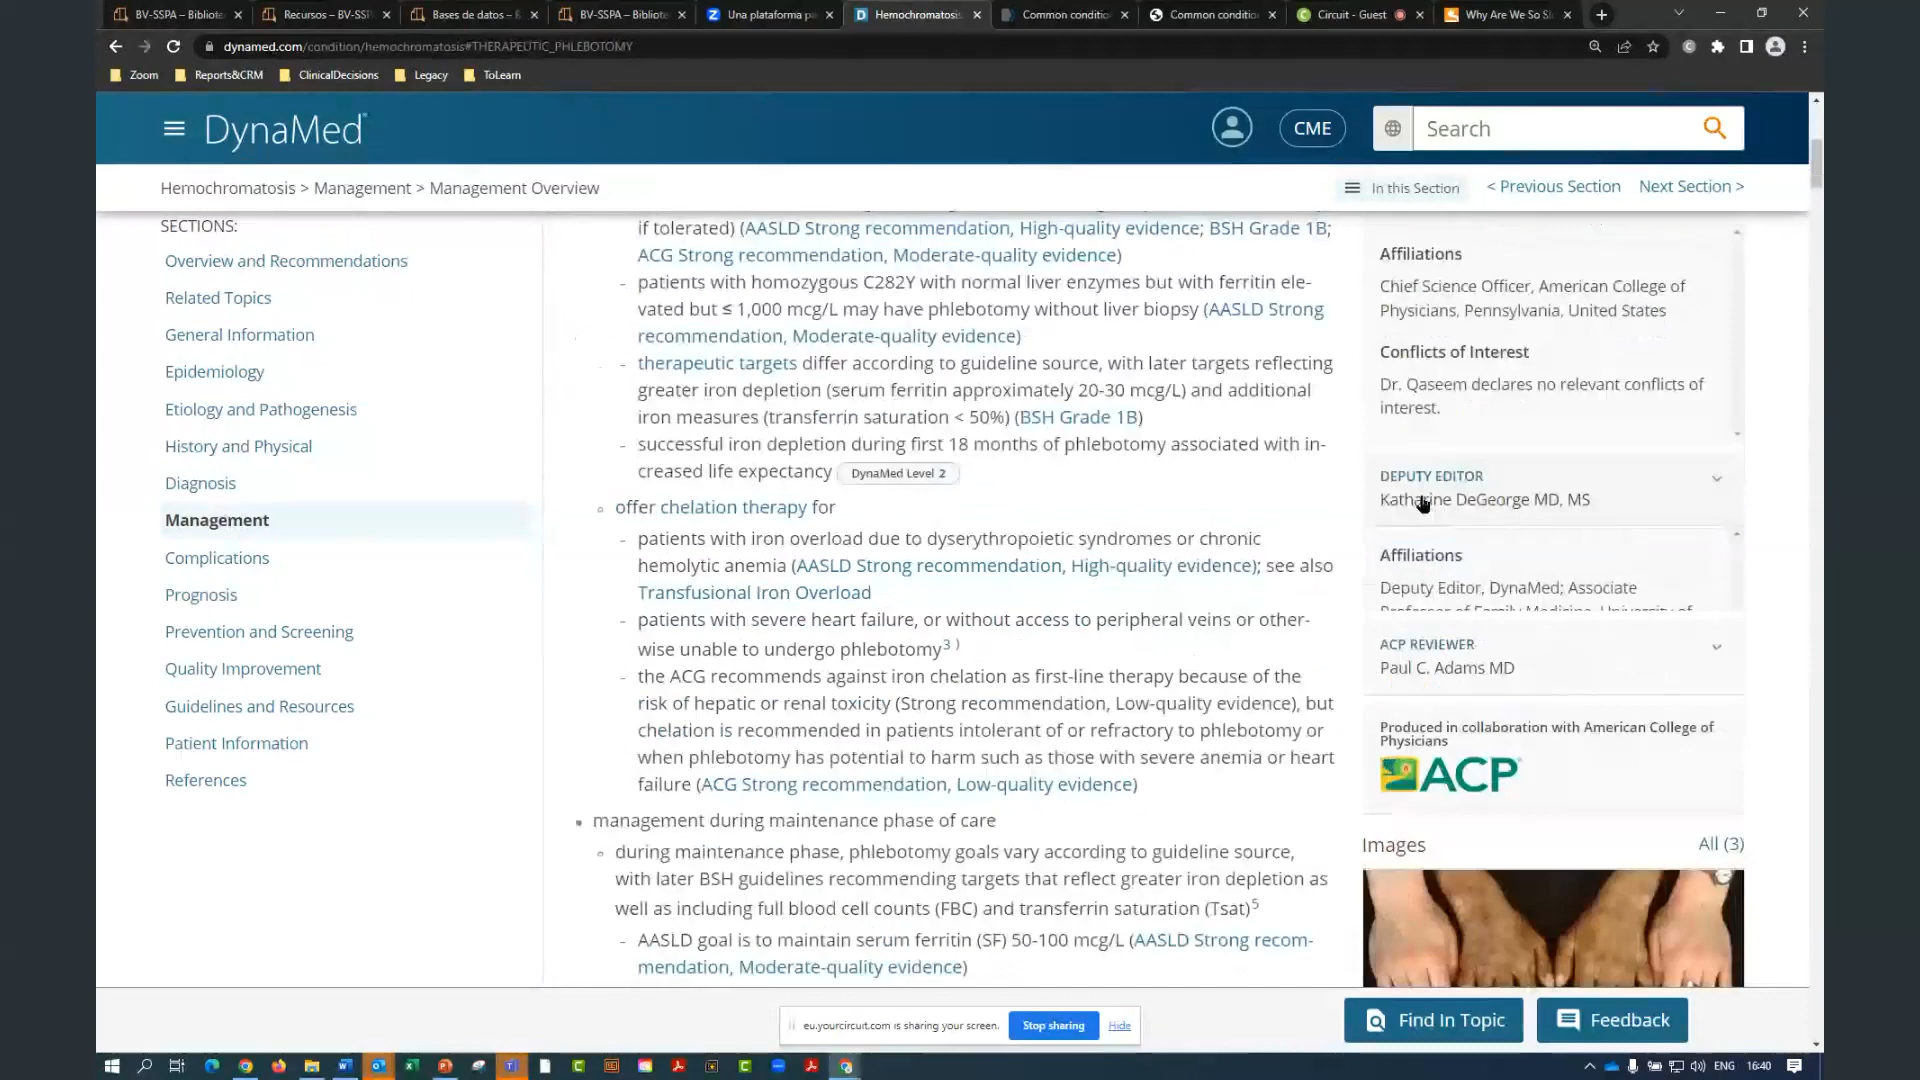 BV-SSPA – Bibliote
Recursos – BV-SSP
Bases de datos – B
BV-SSPA – Bibliote
Una plataforma pa
Hemochromatosis
Common conditio
Common conditio
Circuit - Guest
Why Are We So Sl
dynamed.com/condition/hemochromatosis#THERAPEUTIC_PHLEBOTOMY
Zoom
Reports&CRM
ClinicalDecisions
Legacy
ToLearn
DynaMed
CME
Search
Hemochromatosis > Management > Management Overview
In this Section
< Previous Section
Next Section >
SECTIONS:
Overview and Recommendations
Related Topics
General Information
Epidemiology
Etiology and Pathogenesis
History and Physical
Diagnosis
Management
Complications
Prognosis
Prevention and Screening
Quality Improvement
Guidelines and Resources
Patient Information
References
if tolerated) (AASLD Strong recommendation, High-quality evidence; BSH Grade 1B;
ACG Strong recommendation, Moderate-quality evidence)
- patients with homozygous C282Y with normal liver enzymes but with ferritin ele-
vated but ≤ 1,000 mcg/L may have phlebotomy without liver biopsy (AASLD Strong
recommendation, Moderate-quality evidence)
- therapeutic targets differ according to guideline source, with later targets reflecting
greater iron depletion (serum ferritin approximately 20-30 mcg/L) and additional
iron measures (transferrin saturation < 50%) (BSH Grade 1B)
- successful iron depletion during first 18 months of phlebotomy associated with in-
creased life expectancy DynaMed Level 2
offer chelation therapy for
- patients with iron overload due to dyserythropoietic syndromes or chronic
hemolytic anemia (AASLD Strong recommendation, High-quality evidence); see also
Transfusional Iron Overload
- patients with severe heart failure, or without access to peripheral veins or other-
wise unable to undergo phlebotomy3 )
- the ACG recommends against iron chelation as first-line therapy because of the
risk of hepatic or renal toxicity (Strong recommendation, Low-quality evidence), but
chelation is recommended in patients intolerant of or refractory to phlebotomy or
when phlebotomy has potential to harm such as those with severe anemia or heart
failure (ACG Strong recommendation, Low-quality evidence)
management during maintenance phase of care
during maintenance phase, phlebotomy goals vary according to guideline source,
with later BSH guidelines recommending targets that reflect greater iron depletion as
well as including full blood cell counts (FBC) and transferrin saturation (Tsat)5
- AASLD goal is to maintain serum ferritin (SF) 50-100 mcg/L (AASLD Strong recom-
mendation, Moderate-quality evidence)
Affiliations
Chief Science Officer, American College of
Physicians, Pennsylvania, United States
Conflicts of Interest
Dr. Qaseem declares no relevant conflicts of
interest.
DEPUTY EDITOR
Katharine DeGeorge MD, MS
Affiliations
Deputy Editor, DynaMed; Associate
Professor of Family Medicine, University of
ACP REVIEWER
Paul C. Adams MD
Produced in collaboration with American College of
Physicians
ACP
Images
All (3)
Find In Topic
Feedback
eu.yourcircuit.com is sharing your screen.
Stop sharing
Hide
ENG
16:40